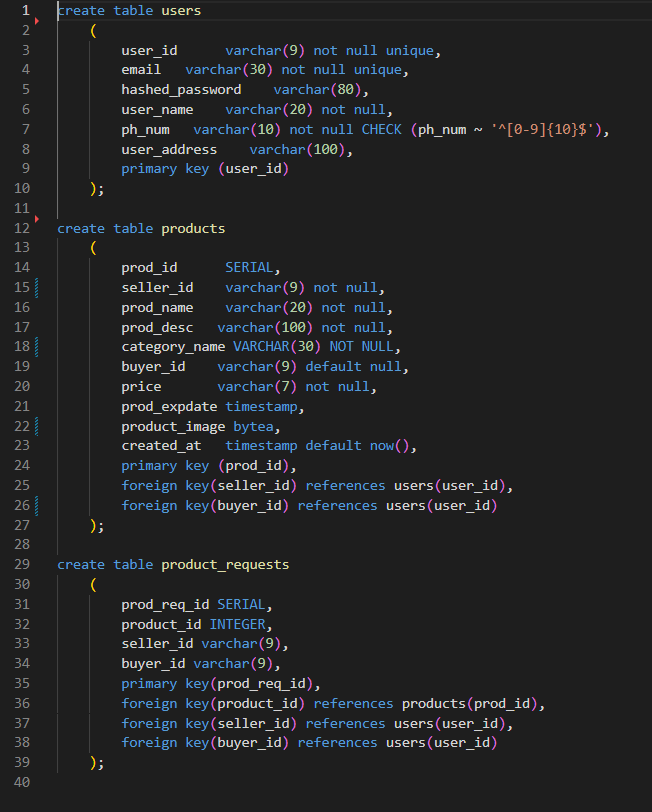 1 create table users
2 (
3 user_id varchar(9) not null unique,
4 email varchar(30) not null unique,
5 hashed_password varchar(80),
6 user_name varchar(20) not null,
7 ph_num varchar(10) not null CHECK (ph_num ~ '^[0-9]{10}$'),
8 user_address varchar(100),
9 primary key (user_id)
10 );
11
12 create table products
13 (
14 prod_id SERIAL,
15 seller_id varchar(9) not null,
16 prod_name varchar(20) not null,
17 prod_desc varchar(100) not null,
18 category_name VARCHAR(30) NOT NULL,
19 buyer_id varchar(9) default null,
20 price varchar(7) not null,
21 prod_expdate timestamp,
22 product_image bytea,
23 created_at timestamp default now(),
24 primary key (prod_id),
25 foreign key(seller_id) references users(user_id),
26 foreign key(buyer_id) references users(user_id)
27 );
28
29 create table product_requests
30 (
31 prod_req_id SERIAL,
32 product_id INTEGER,
33 seller_id varchar(9),
34 buyer_id varchar(9),
35 primary key(prod_req_id),
36 foreign key(product_id) references products(prod_id),
37 foreign key(seller_id) references users(user_id),
38 foreign key(buyer_id) references users(user_id)
39 );
40